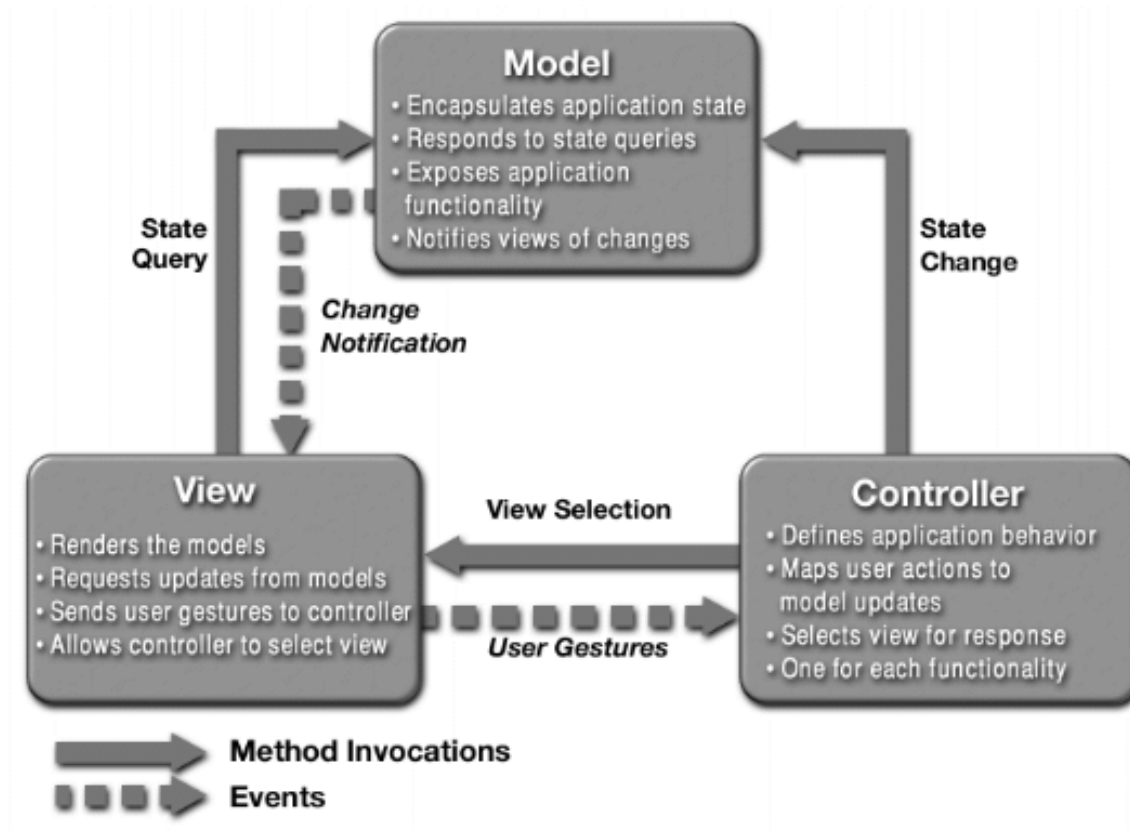 Model
• Encapsulates application state
• Responds to state queries
• Exposes application
functionality
• Notifies views of changes
State
Query
State
Change
Change
Notification
View
• Renders the models
• Requests updates from models
• Sends user gestures to controller
• Allows controller to select view
View Selection
User Gestures
Controller
• Defines application behavior
• Maps user actions to
model updates
• Selects view for response
• One for each functionality
Method Invocations
Events